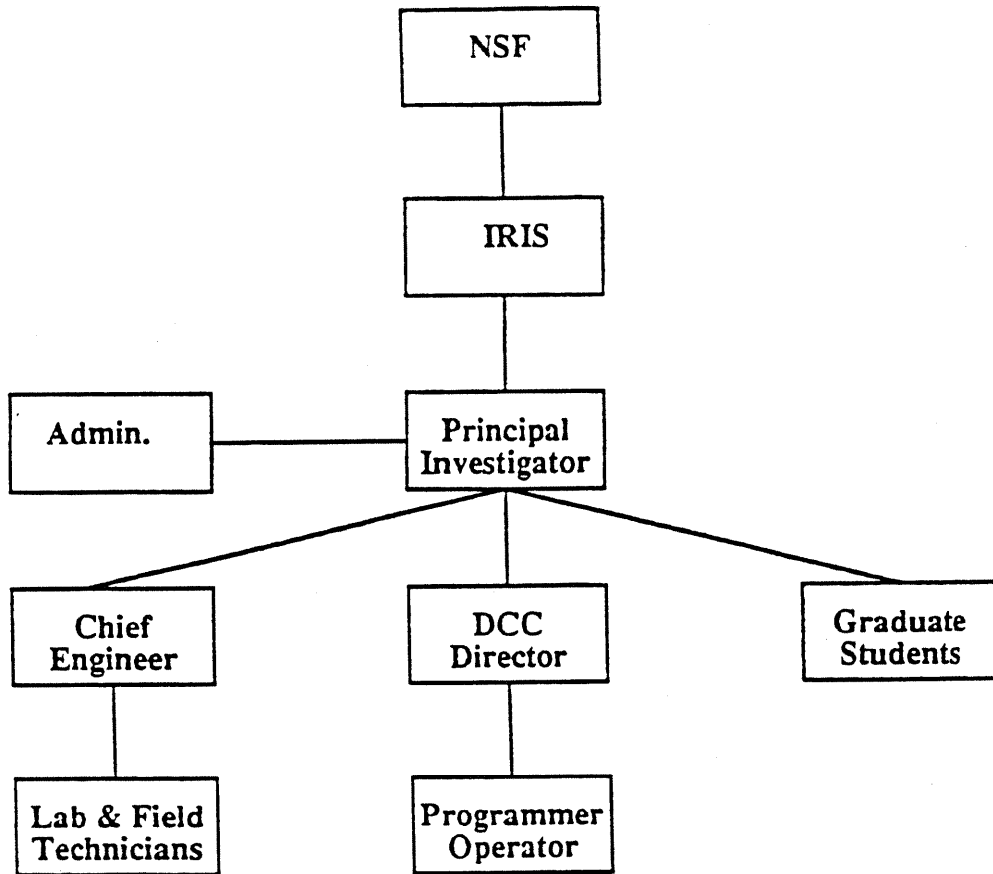 NSF
IRIS
Admin.
Principal
Investigator
Chief
Engineer
DCC
Director
Graduate
Students
Lab & Field
Technicians
Programmer
Operator